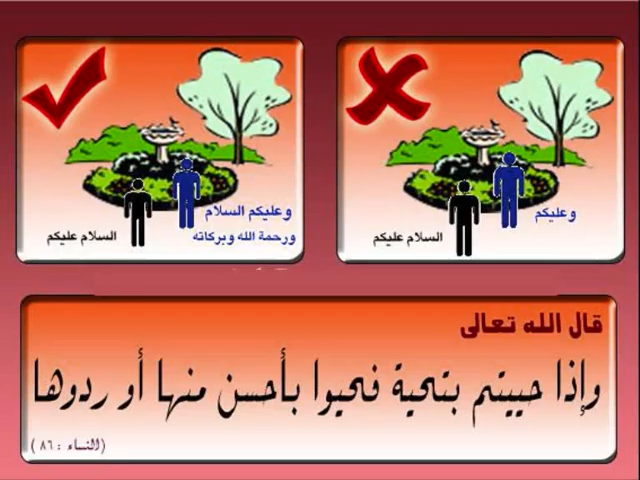 وعليكم السلام
ورحمة الله وبركاته
السلام عليكم
وعليكم
السلام عليكم
قال الله تعالى
وإذا حييتم بتحية فحيوا بأحسن منها أو ردوها
(النساء : ٨٦)